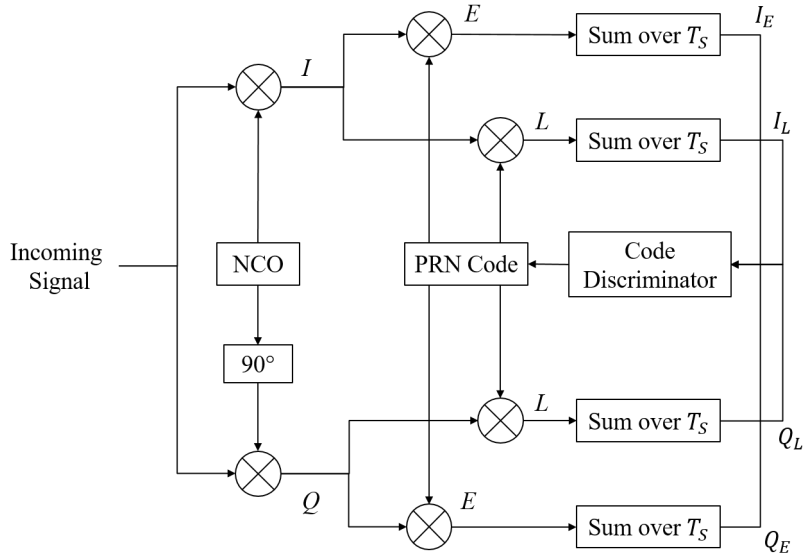 E
Sum over T_S
I_E
I
L
Sum over T_S
I_L
Incoming
Signal
NCO
PRN Code
Code
Discriminator
90°
L
Sum over T_S
Q_L
Q
E
Sum over T_S
Q_E